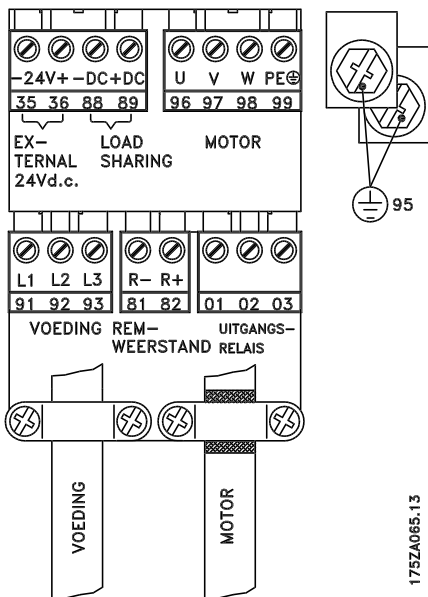 −24V+ −DC+DC
35 36 88 89
EX−
TERNAL
24Vd.c.
LOAD
SHARING
U V W PE
96 97 98 99
MOTOR
95
L1 L2 L3
91 92 93
VOEDING
R− R+
81 82
REM−
WEERSTAND
01 02 03
UITGANGS−
RELAIS
VOEDING
MOTOR
175ZA065.13